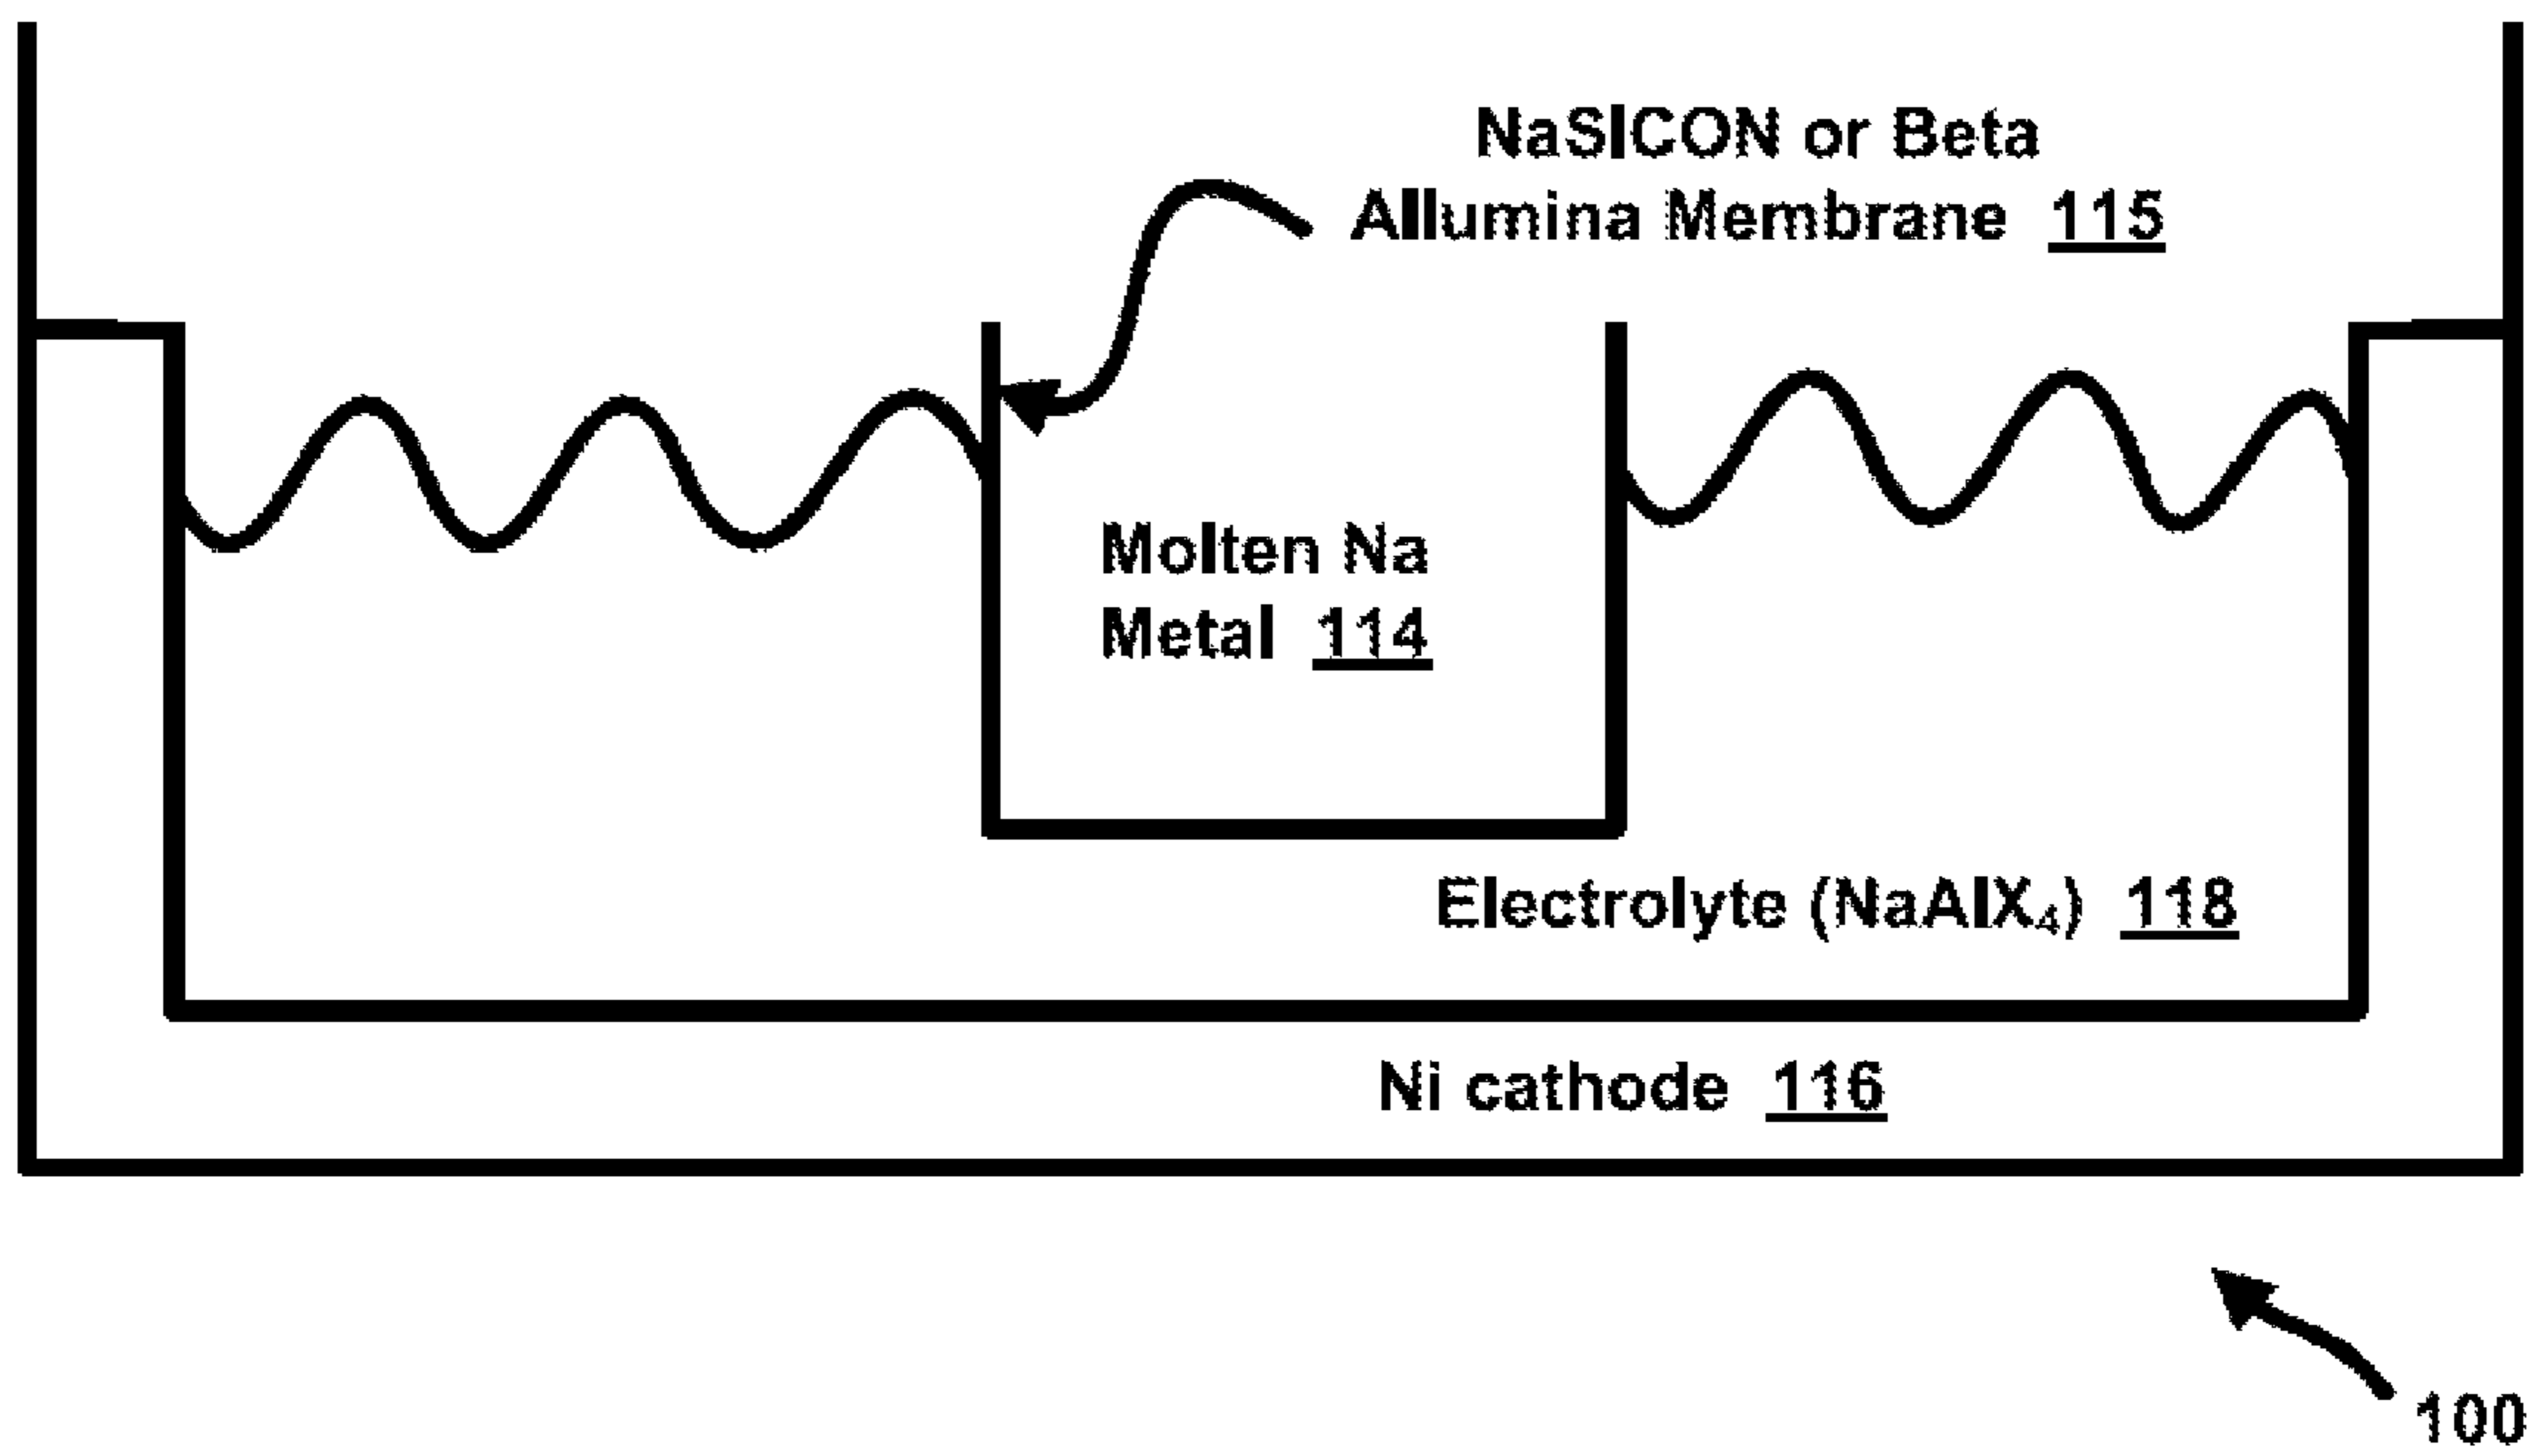 NaSICON or Beta
Allumina Membrane 115
Molten Na
Metal 114
Electrolyte (NaAlX₄) 118
Ni cathode 116
100